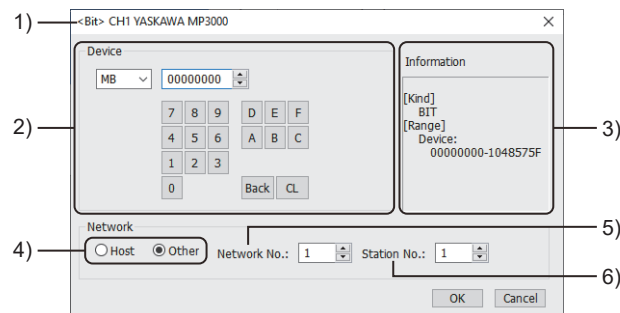 1) <Bit> CH1 YASKAWA MP3000
Device
MB 00000000
7 8 9 D E F
4 5 6 A B C
1 2 3
0 Back CL
2)
Information
[Kind]
BIT
[Range]
Device:
00000000-1048575F
3)
Network
4) Host Other Network No.: 1 Station No.: 1
5)
6)
OK Cancel